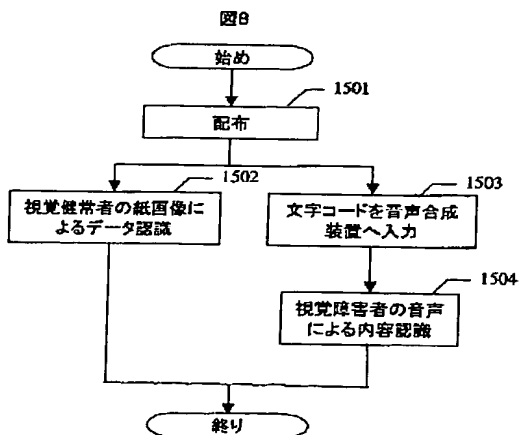 図8
始め
1501
配布
1502
視覚健常者の紙画像に
よるデータ認識
1503
文字コードを音声合成
装置へ入力
1504
視覚障害者の音声
による内容認識
終り